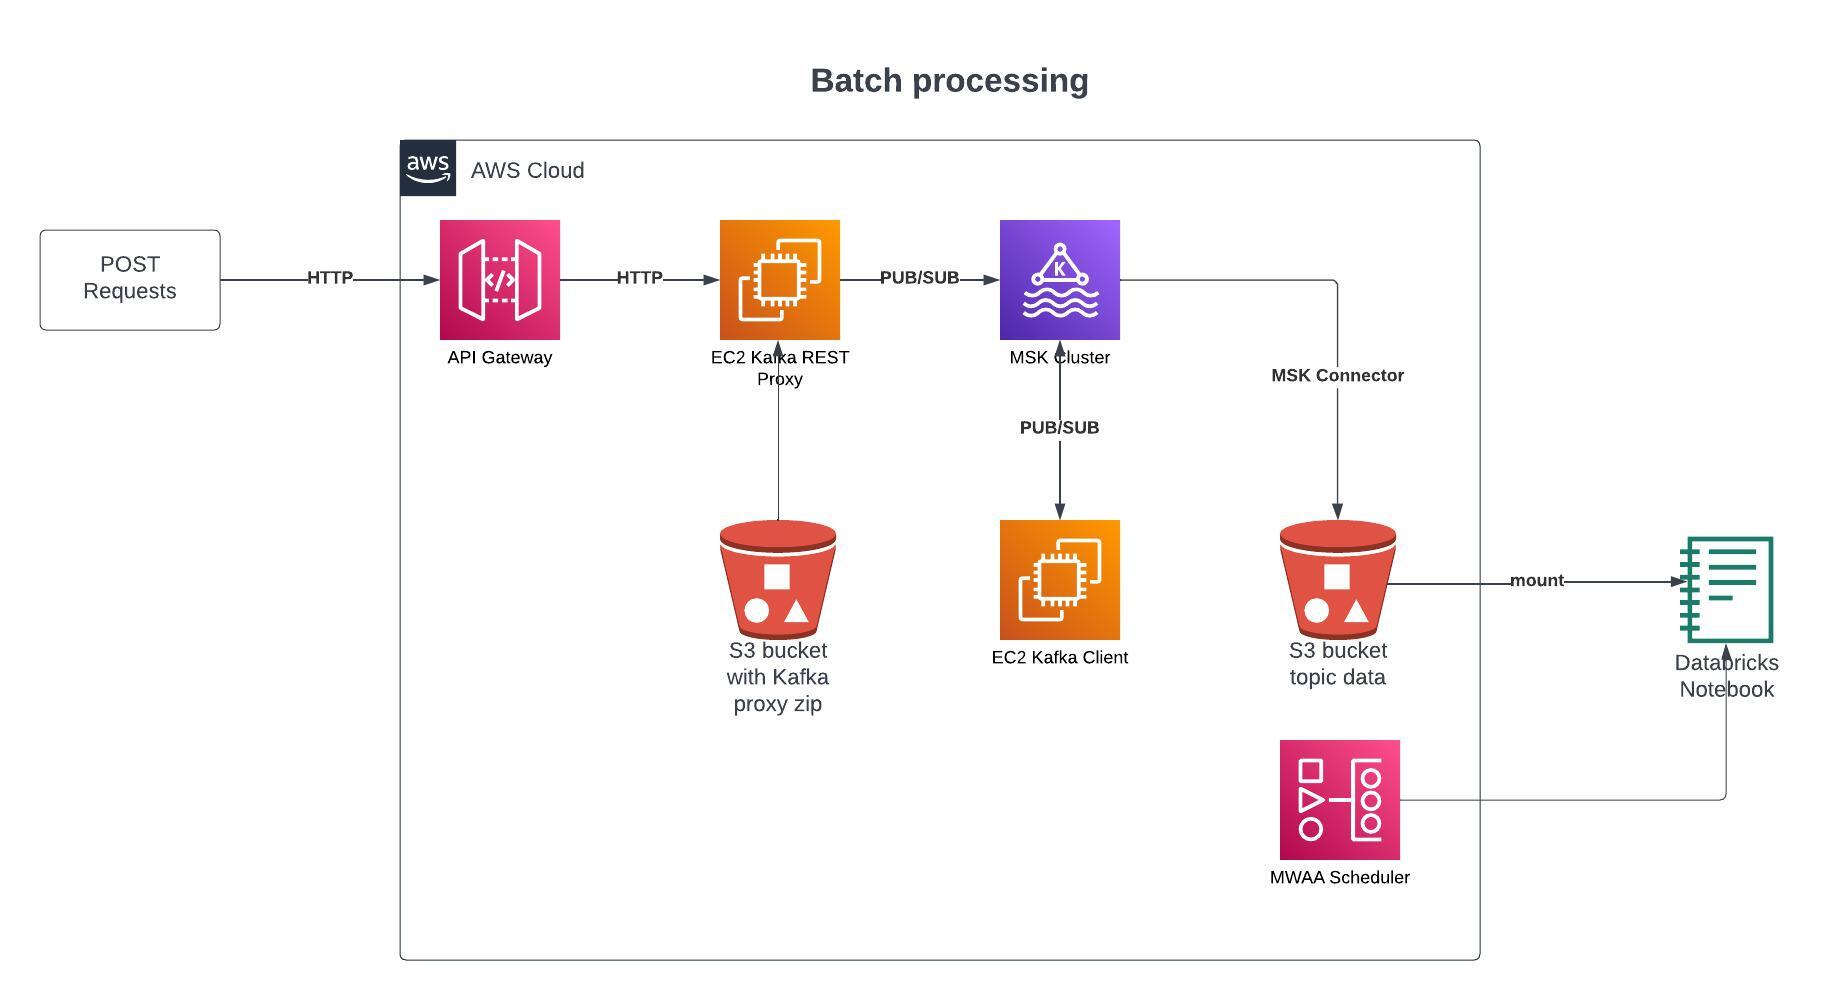 Batch processing
aws
AWS Cloud
POST
Requests
HTTP
HTTP
PUB/SUB
K
API Gateway
EC2 Kafka REST
Proxy
MSK Cluster
MSK Connector
PUB/SUB
mount
S3 bucket
with Kafka
proxy zip
EC2 Kafka Client
S3 bucket
topic data
Databricks
Notebook
MWAA Scheduler